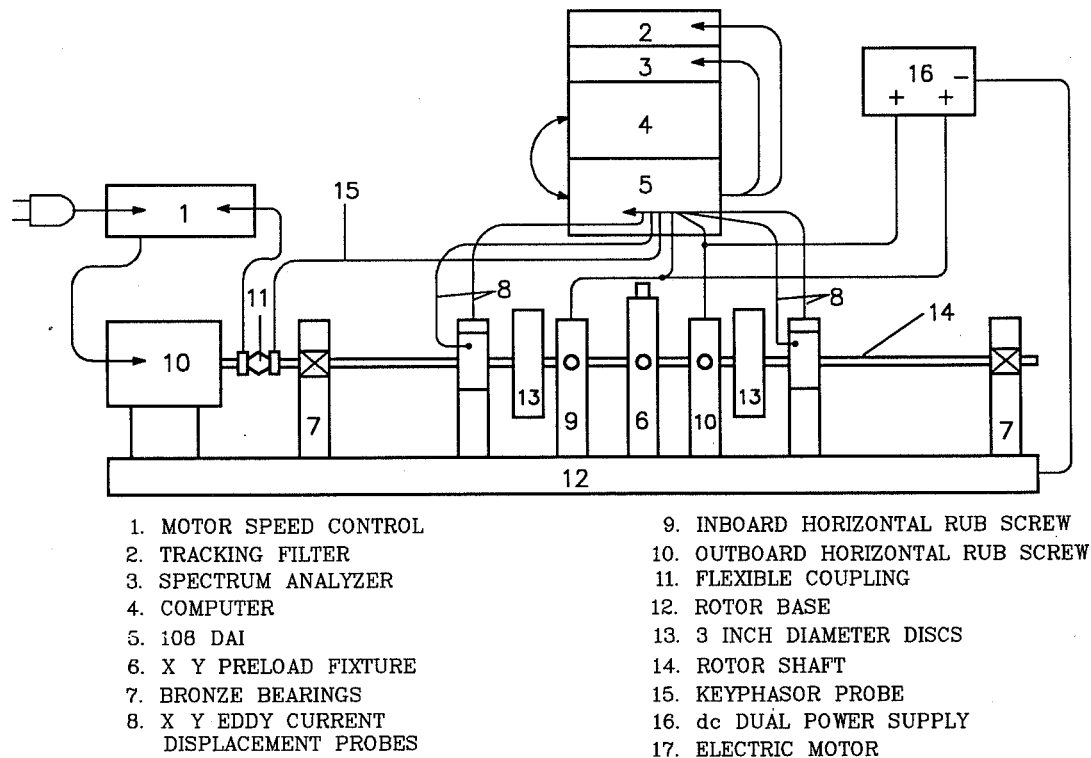 2
3
4
5
16
+ + −
1
15
11
8
8
14
10
7
13
9
6
10
13
7
12
1. MOTOR SPEED CONTROL
2. TRACKING FILTER
3. SPECTRUM ANALYZER
4. COMPUTER
5. 108 DAI
6. X Y PRELOAD FIXTURE
7. BRONZE BEARINGS
8. X Y EDDY CURRENT
DISPLACEMENT PROBES
9. INBOARD HORIZONTAL RUB SCREW
10. OUTBOARD HORIZONTAL RUB SCREW
11. FLEXIBLE COUPLING
12. ROTOR BASE
13. 3 INCH DIAMETER DISCS
14. ROTOR SHAFT
15. KEYPHASOR PROBE
16. dc DUAL POWER SUPPLY
17. ELECTRIC MOTOR